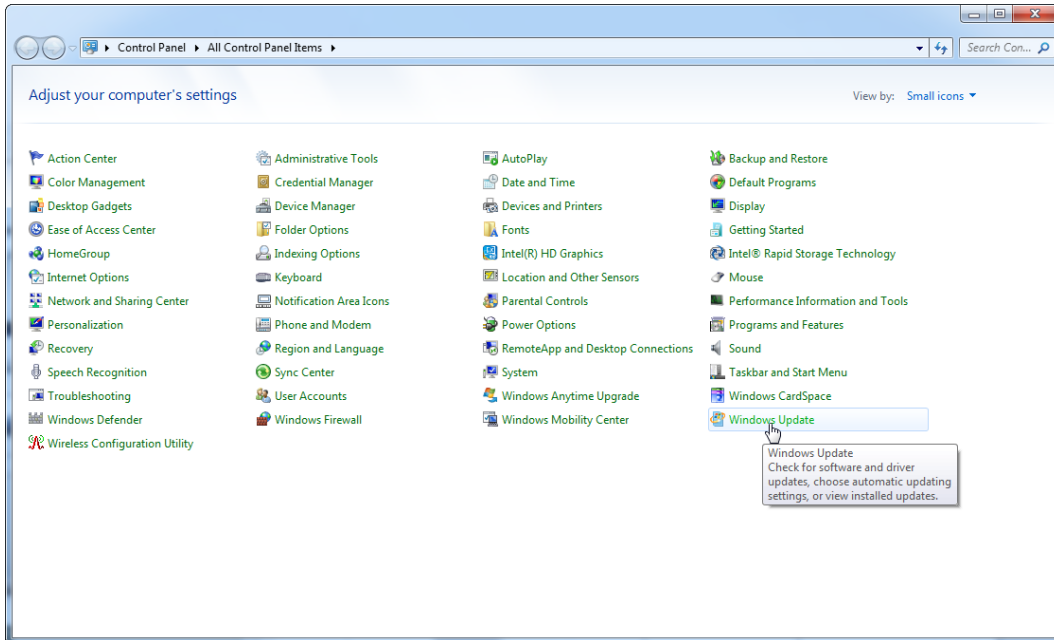 Control Panel All Control Panel Items Search Con...
Adjust your computer's settings View by: Small icons
Action Center Administrative Tools AutoPlay Backup and Restore
Color Management Credential Manager Date and Time Default Programs
Desktop Gadgets Device Manager Devices and Printers Display
Ease of Access Center Folder Options Fonts Getting Started
HomeGroup Indexing Options Intel(R) HD Graphics Intel® Rapid Storage Technology
Internet Options Keyboard Location and Other Sensors Mouse
Network and Sharing Center Notification Area Icons Parental Controls Performance Information and Tools
Personalization Phone and Modem Power Options Programs and Features
Recovery Region and Language RemoteApp and Desktop Connections Sound
Speech Recognition Sync Center System Taskbar and Start Menu
Troubleshooting User Accounts Windows Anytime Upgrade Windows CardSpace
Windows Defender Windows Firewall Windows Mobility Center Windows Update
Wireless Configuration Utility
Windows Update
Check for software and driver
updates, choose automatic updating
settings, or view installed updates.